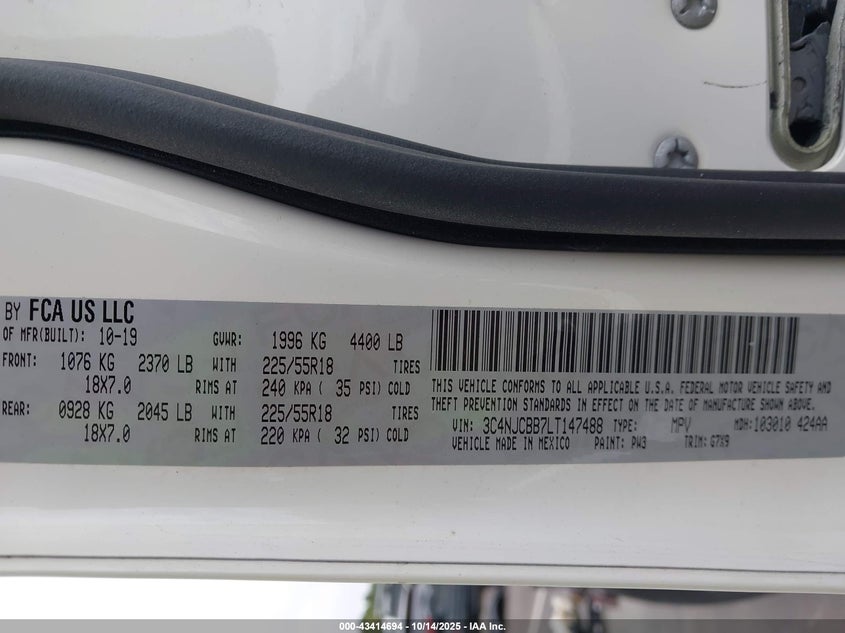 BY FCA US LLC
OF MFR(BUILT): 10-19 GVWR: 1996 KG 4400 LB
FRONT: 1076 KG 2370 LB WITH 225/55R18 TIRES
18X7.0 RIMS AT 240 KPA ( 35 PSI) COLD
REAR: 0928 KG 2045 LB WITH 225/55R18 TIRES
18X7.0 RIMS AT 220 KPA ( 32 PSI) COLD
THIS VEHICLE CONFORMS TO ALL APPLICABLE U.S.A. FEDERAL MOTOR VEHICLE SAFETY AND
THEFT PREVENTION STANDARDS IN EFFECT ON THE DATE OF MANUFACTURE SHOWN ABOVE.
VIN: 3C4NJCBB7LT147488 TYPE: MPV MDH: 103010 424AA
VEHICLE MADE IN MEXICO PAINT: PW3 TRIM: G7X9
000-43414694 - 10/14/2025 - IAA, Inc.